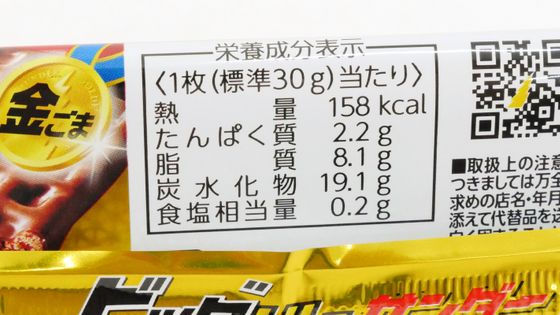 栄養成分表示
〈1枚(標準30g)当たり〉
熱量 158 kcal
たんぱく質 2.2 g
脂質 8.1 g
炭水化物 19.1 g
食塩相当量 0.2 g
金ごま
■取扱上の注意
つきましては万全
求めの店名・年月
添えて代替品を送